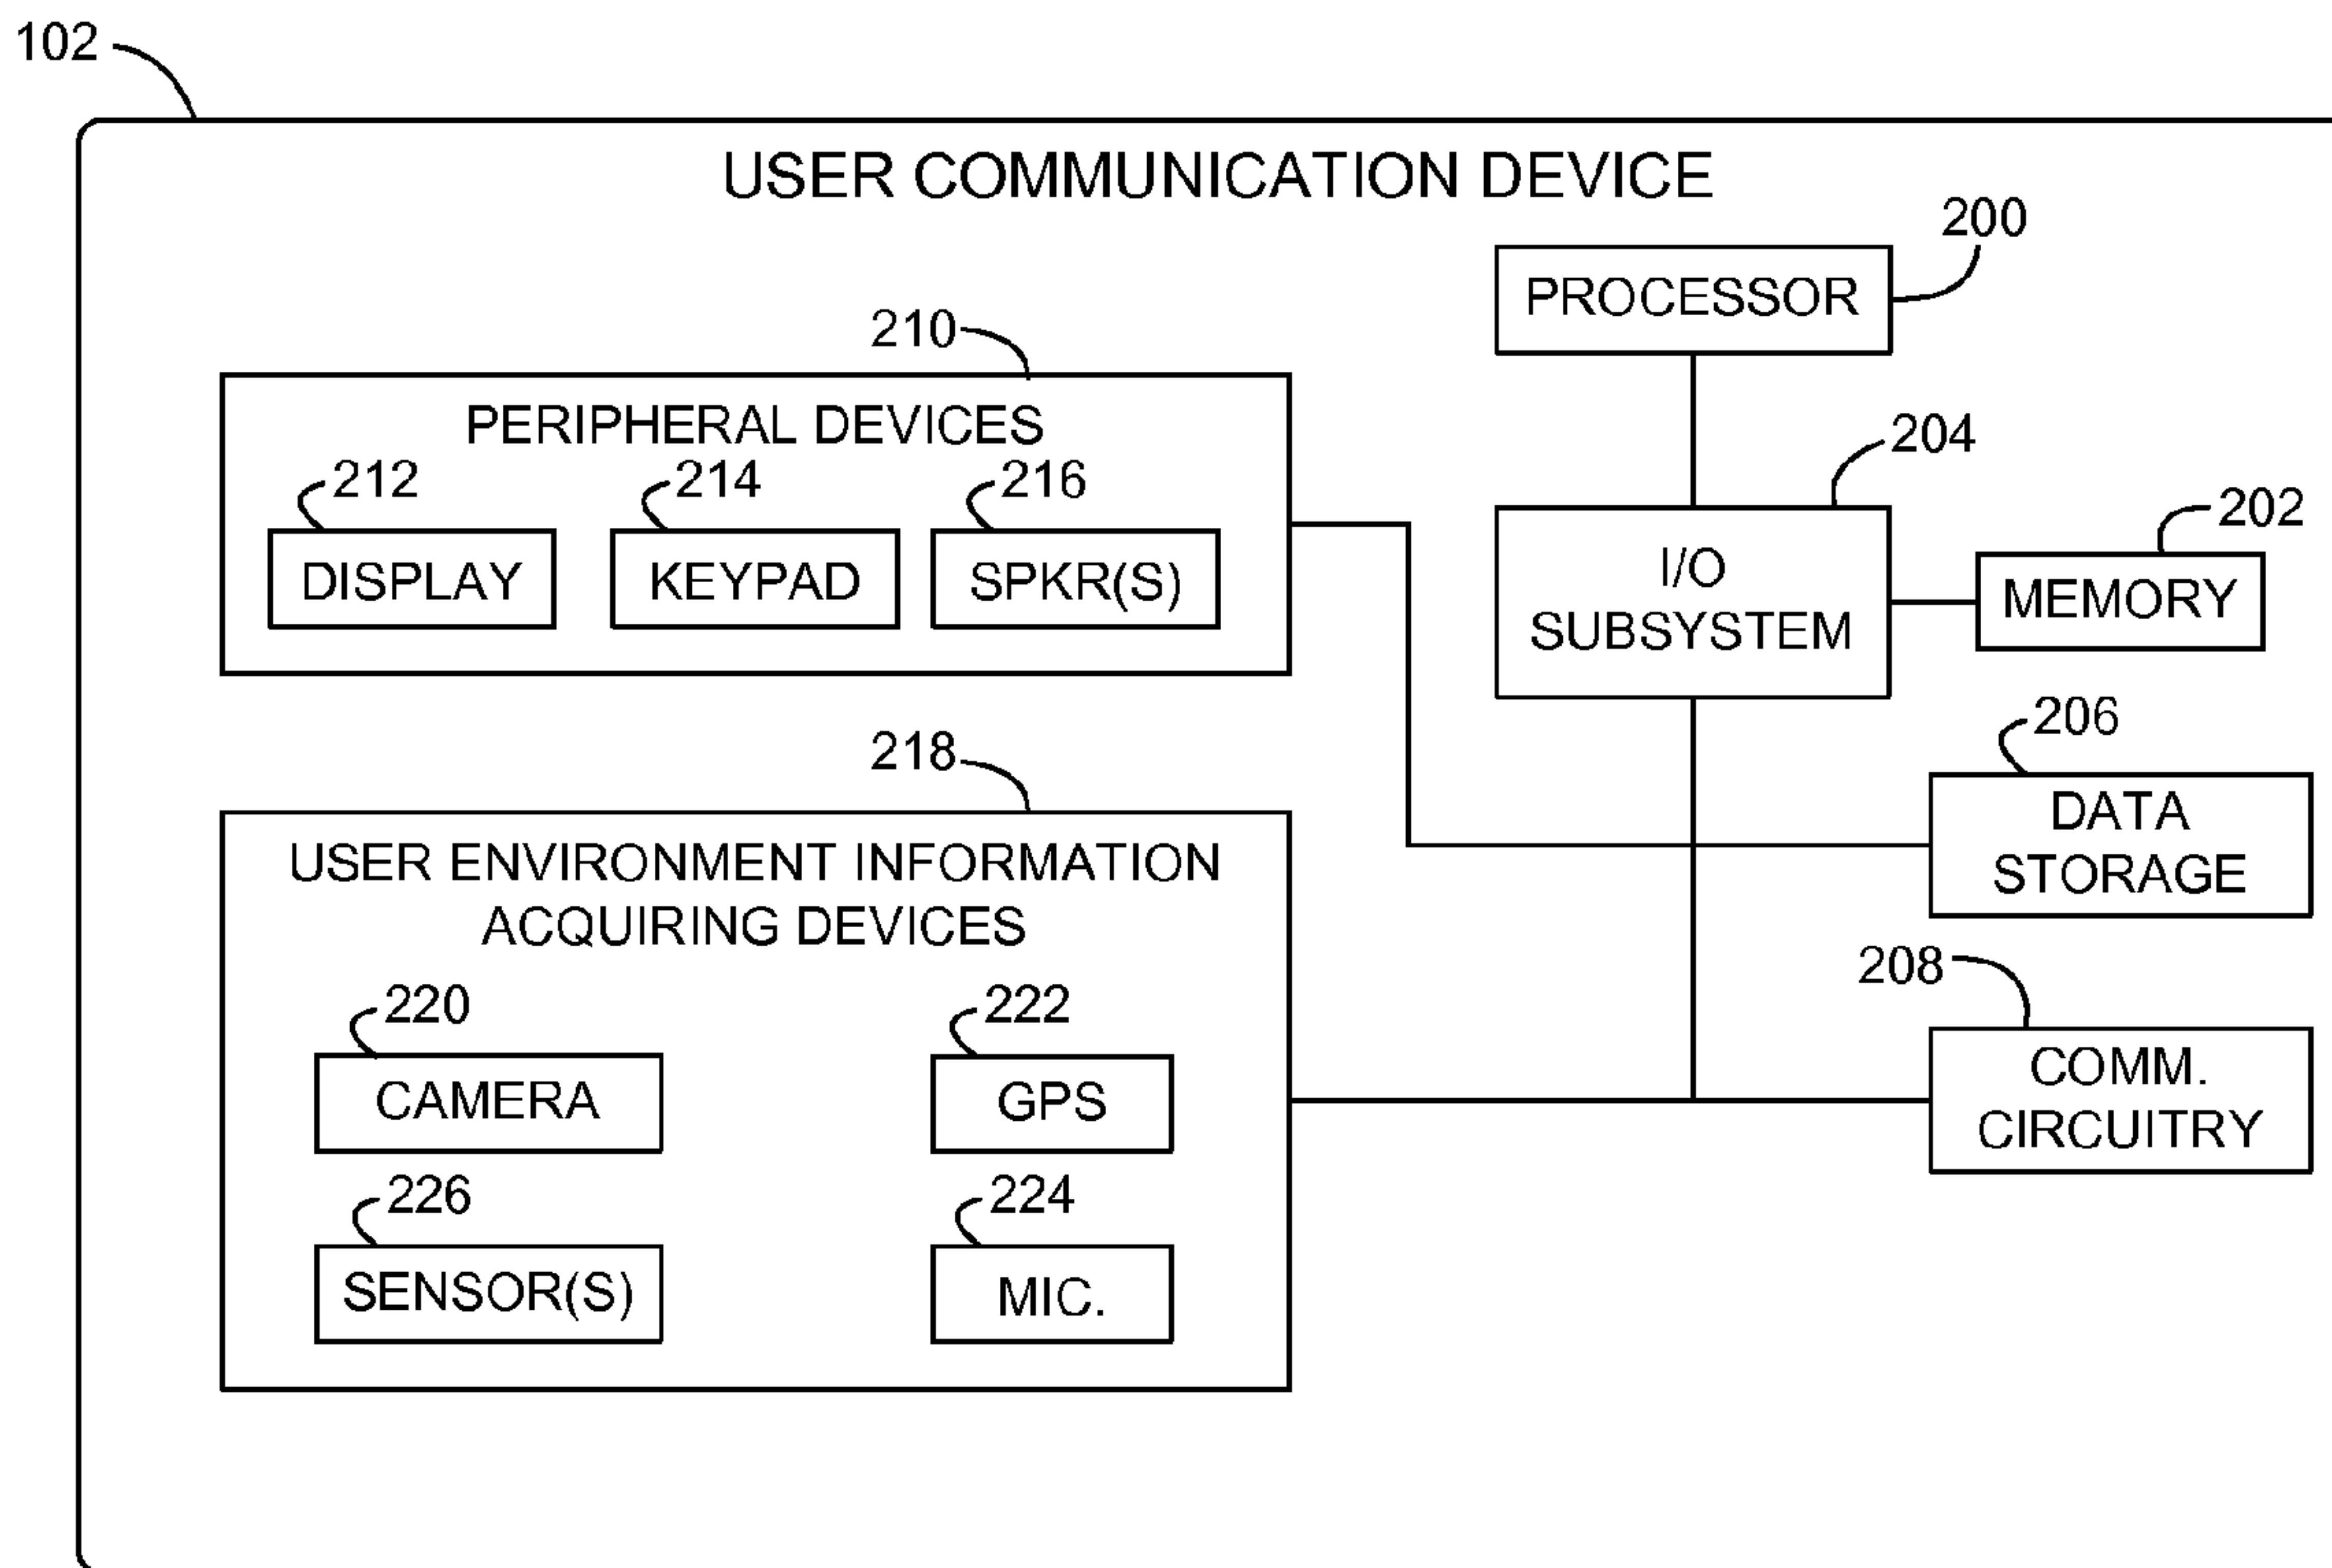 102
USER COMMUNICATION DEVICE
200
PROCESSOR
210
PERIPHERAL DEVICES
212
214
216
DISPLAY
KEYPAD
SPKR(S)
204
I/O
SUBSYSTEM
202
MEMORY
206
DATA
STORAGE
218
USER ENVIRONMENT INFORMATION
ACQUIRING DEVICES
220
222
CAMERA
GPS
226
224
SENSOR(S)
MIC.
208
COMM.
CIRCUITRY